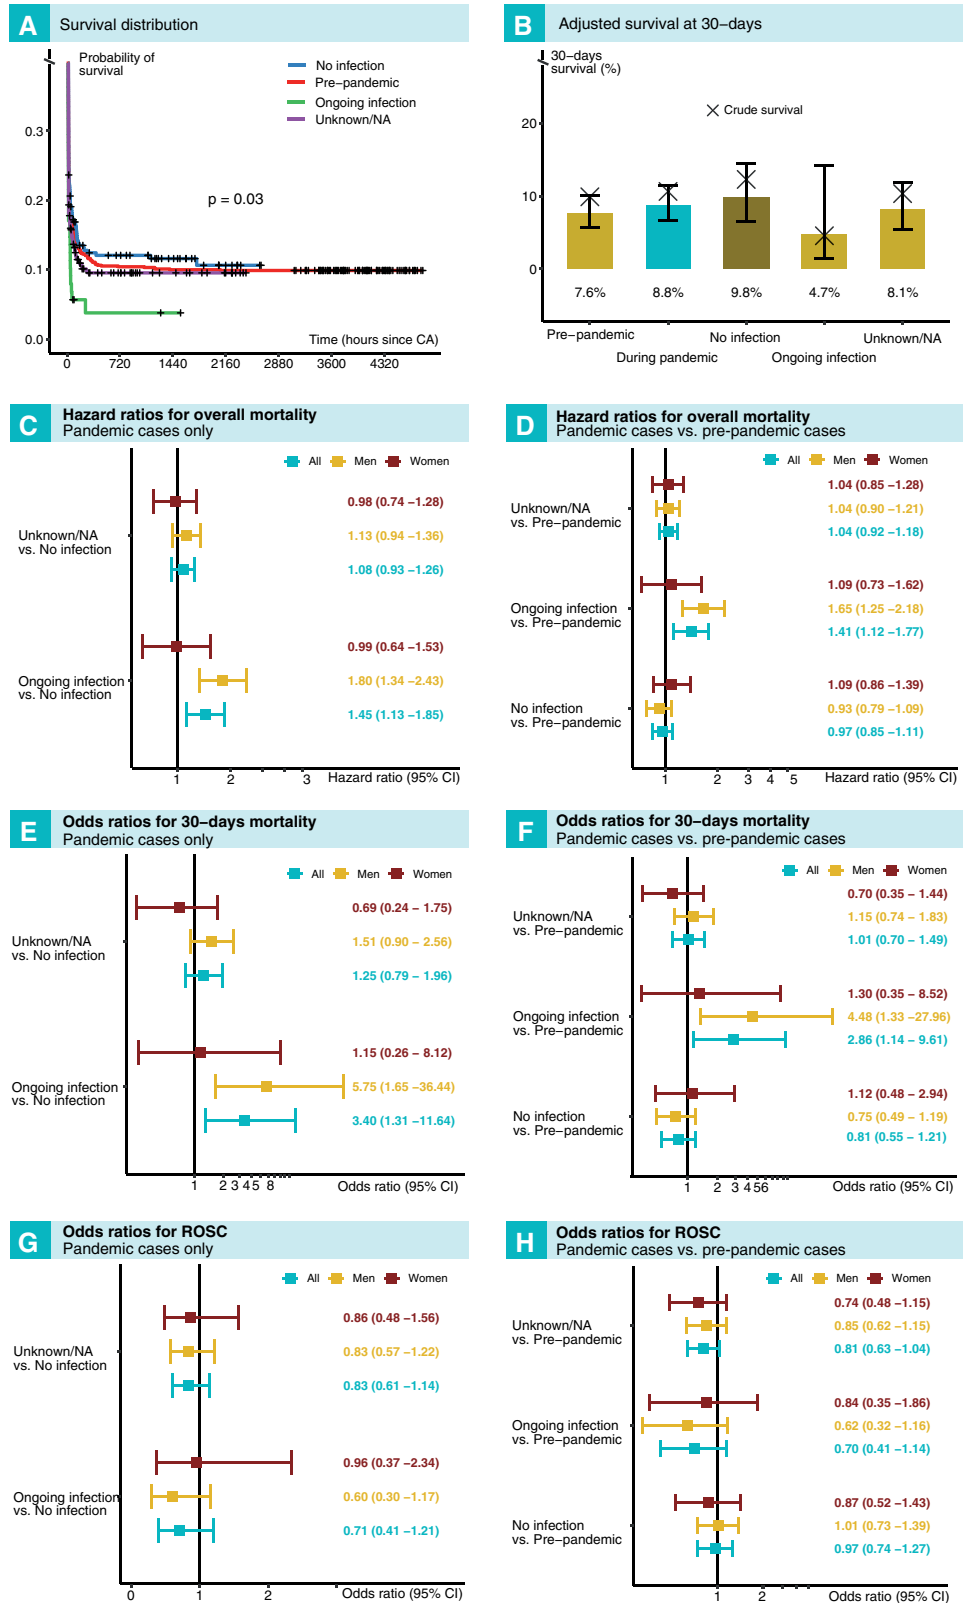 A Survival distribution
Probability of
survival
No infection
Pre−pandemic
Ongoing infection
Unknown/NA
0.3
0.2
0.1
0.0
p = 0.03
Time (hours since CA)
0 720 1440 2160 2880 3600 4320
B Adjusted survival at 30−days
30−days
survival (%)
Crude survival
20
10
0
7.6% 8.8% 9.8% 4.7% 8.1%
Pre−pandemic No infection Unknown/NA
During pandemic Ongoing infection
C Hazard ratios for overall mortality
Pandemic cases only
All Men Women
Unknown/NA
vs. No infection
0.98 (0.74 −1.28)
1.13 (0.94 −1.36)
1.08 (0.93 −1.26)
Ongoing infection
vs. No infection
0.99 (0.64 −1.53)
1.80 (1.34 −2.43)
1.45 (1.13 −1.85)
1 2 3 Hazard ratio (95% CI)
D Hazard ratios for overall mortality
Pandemic cases vs. pre-pandemic cases
All Men Women
Unknown/NA
vs. Pre−pandemic
1.04 (0.85 −1.28)
1.04 (0.90 −1.21)
1.04 (0.92 −1.18)
Ongoing infection
vs. Pre−pandemic
1.09 (0.73 −1.62)
1.65 (1.25 −2.18)
1.41 (1.12 −1.77)
No infection
vs. Pre−pandemic
1.09 (0.86 −1.39)
0.93 (0.79 −1.09)
0.97 (0.85 −1.11)
1 2 3 4 5 Hazard ratio (95% CI)
E Odds ratios for 30−days mortality
Pandemic cases only
All Men Women
Unknown/NA
vs. No infection
0.69 (0.24 − 1.75)
1.51 (0.90 − 2.56)
1.25 (0.79 − 1.96)
Ongoing infection
vs. No infection
1.15 (0.26 − 8.12)
5.75 (1.65 −36.44)
3.40 (1.31 −11.64)
1 2 3 4 5 8 Odds ratio (95% CI)
F Odds ratios for 30−days mortality
Pandemic cases vs. pre-pandemic cases
All Men Women
Unknown/NA
vs. Pre−pandemic
0.70 (0.35 − 1.44)
1.15 (0.74 − 1.83)
1.01 (0.70 − 1.49)
Ongoing infection
vs. Pre−pandemic
1.30 (0.35 − 8.52)
4.48 (1.33 −27.96)
2.86 (1.14 − 9.61)
No infection
vs. Pre−pandemic
1.12 (0.48 − 2.94)
0.75 (0.49 − 1.19)
0.81 (0.55 − 1.21)
1 2 3 4 5 6 Odds ratio (95% CI)
G Odds ratios for ROSC
Pandemic cases only
All Men Women
Unknown/NA
vs. No infection
0.86 (0.48 −1.56)
0.83 (0.57 −1.22)
0.83 (0.61 −1.14)
Ongoing infection
vs. No infection
0.96 (0.37 −2.34)
0.60 (0.30 −1.17)
0.71 (0.41 −1.21)
0 1 2 Odds ratio (95% CI)
H Odds ratios for ROSC
Pandemic cases vs. pre-pandemic cases
All Men Women
Unknown/NA
vs. Pre−pandemic
0.74 (0.48 −1.15)
0.85 (0.62 −1.15)
0.81 (0.63 −1.04)
Ongoing infection
vs. Pre−pandemic
0.84 (0.35 −1.86)
0.62 (0.32 −1.16)
0.70 (0.41 −1.14)
No infection
vs. Pre−pandemic
0.87 (0.52 −1.43)
1.01 (0.73 −1.39)
0.97 (0.74 −1.27)
1 2 Odds ratio (95% CI)